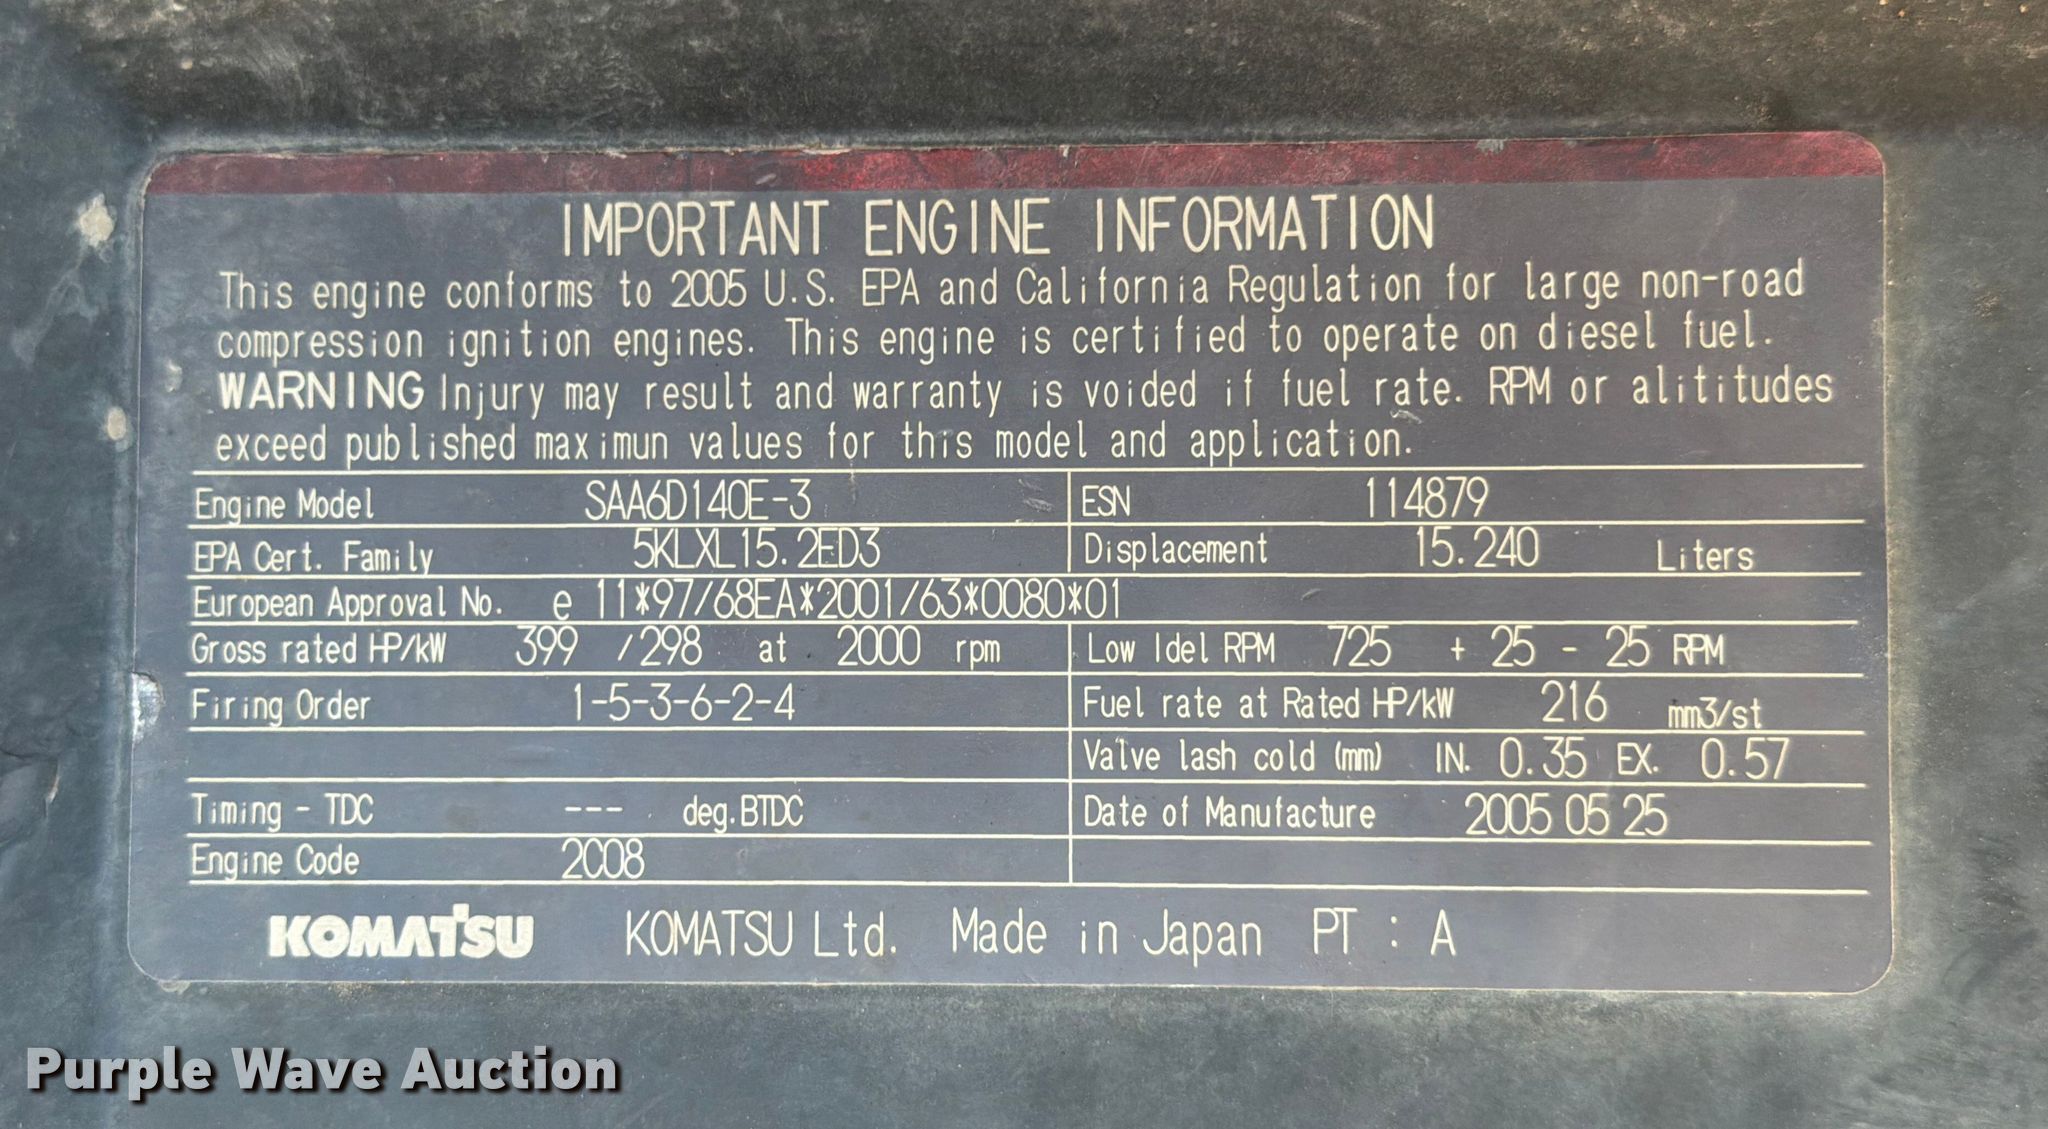 IMPORTANT ENGINE INFORMATION
This engine conforms to 2005 U.S. EPA and California Regulation for large non-road
compression ignition engines. This engine is certified to operate on diesel fuel.
WARNING Injury may result and warranty is voided if fuel rate. RPM or alititudes
exceed published maximun values for this model and application.
Engine Model SAA6D140E-3 ESN 114879
EPA Cert. Family 5KLXL15.2ED3 Displacement 15.240 Liters
European Approval No. e 11*97/68EA*2001/63*0080*01
Gross rated HP/kW 399 /298 at 2000 rpm Low Idel RPM 725 + 25 - 25 RPM
Firing Order 1-5-3-6-2-4 Fuel rate at Rated HP/kW 216 mm3/st
Valve lash cold (mm) IN. 0.35 EX. 0.57
Timing - TDC --- deg.BTDC Date of Manufacture 2005 05 25
Engine Code 2C08
KOMATSU KOMATSU Ltd. Made in Japan PT : A
Purple Wave Auction